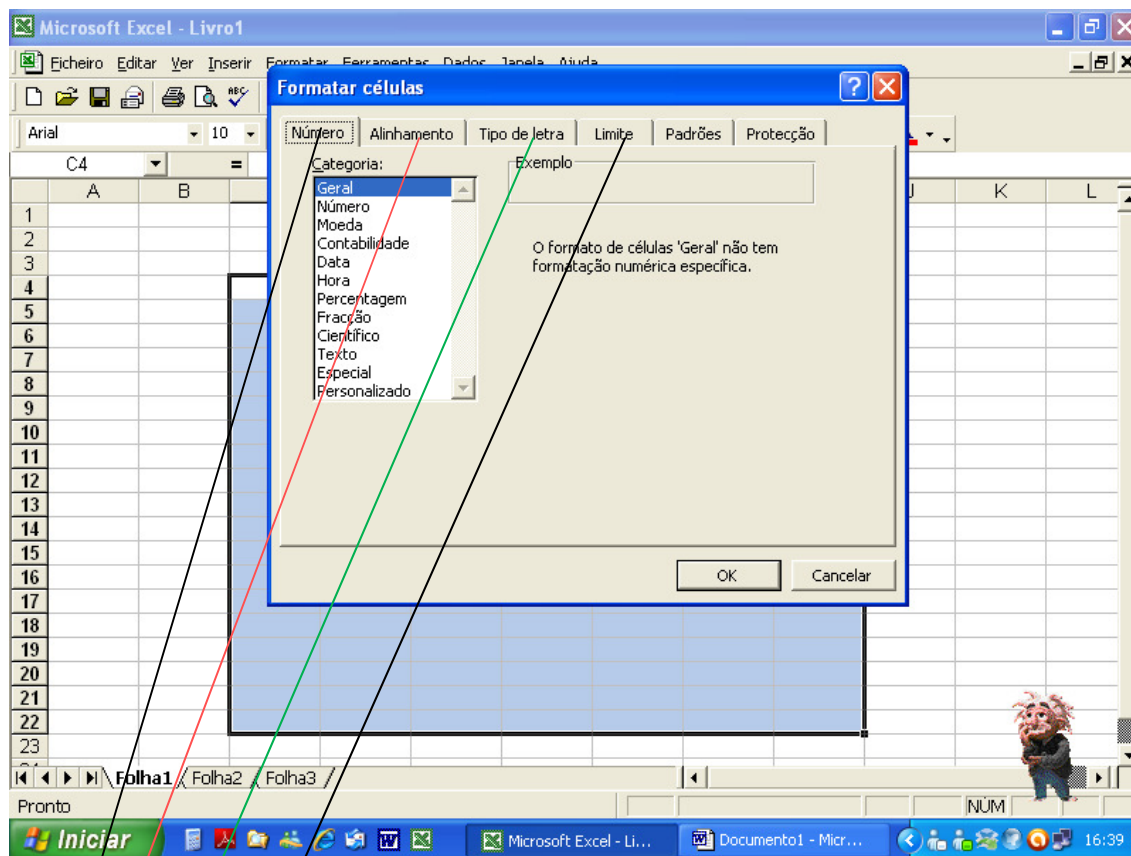 Microsoft Excel - Livro1
Ficheiro Editar Ver Inserir Formatar Ferramentas Dados Janela Ajuda
ABC
Arial 10
C4 =
A B J K L
1
2
3
4
5
6
7
8
9
10
11
12
13
14
15
16
17
18
19
20
21
22
23
Formatar células
Número Alinhamento Tipo de letra Limite Padrões Protecção
Categoria:
Geral
Número
Moeda
Contabilidade
Data
Hora
Percentagem
Fracção
Científico
Texto
Especial
Personalizado
Exemplo
O formato de células 'Geral' não tem
formatação numérica específica.
OK Cancelar
Folha1 Folha2 Folha3
Pronto NÚM
Iniciar Microsoft Excel - Li... Documento1 - Micr... 16:39